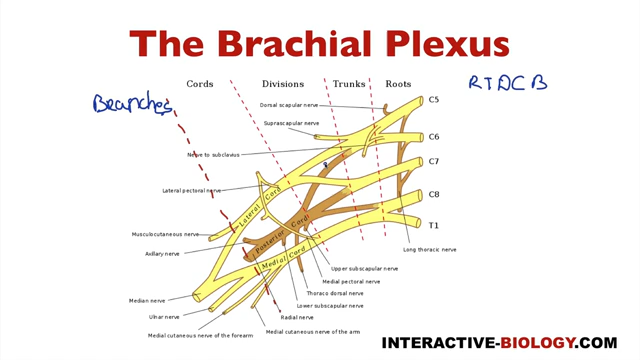 The Brachial Plexus
Cords Divisions Trunks Roots
RTDCB
Branches
Dorsal scapular nerve
C5
Suprascapular nerve
C6
Nerve to subclavius
C7
Lateral pectoral nerve
C8
Lateral Cord
Posterior Cord
Medial Cord
T1
Musculocutaneous nerve
Axillary nerve
Long thoracic nerve
Upper subscapular nerve
Medial pectoral nerve
Thoraco dorsal nerve
Median nerve
Lower subscapular nerve
Ulnar nerve
Radial nerve
Medial cutaneous nerve of the forearm
Medial cutaneous nerve of the arm
INTERACTIVE-BIOLOGY.COM